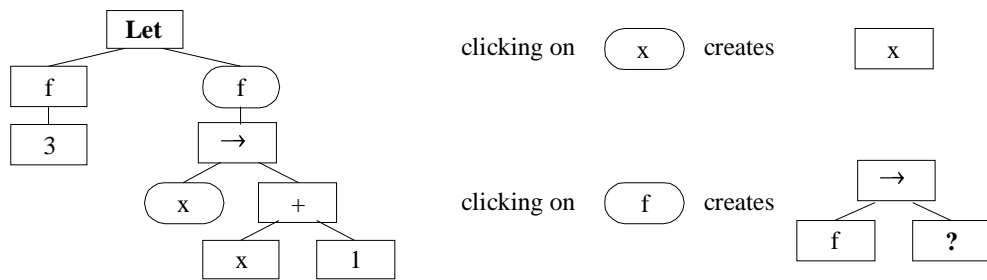 Let
f f
3 →
x +
x 1
clicking on x creates x
clicking on f creates →
f ?